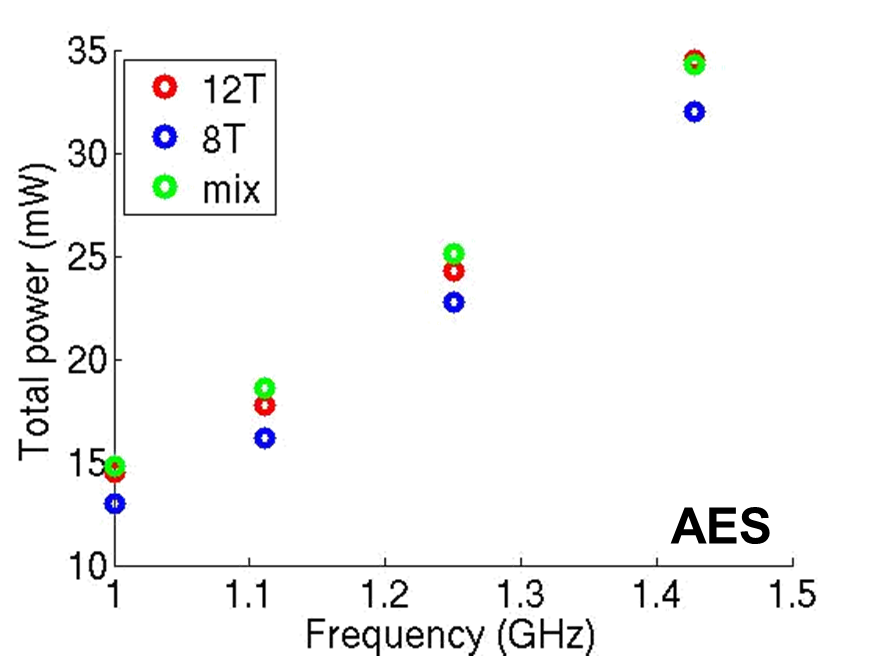 35
30
25
20
15
10
Total power (mW)
12T
8T
mix
AES
1 1.1 1.2 1.3 1.4 1.5
Frequency (GHz)